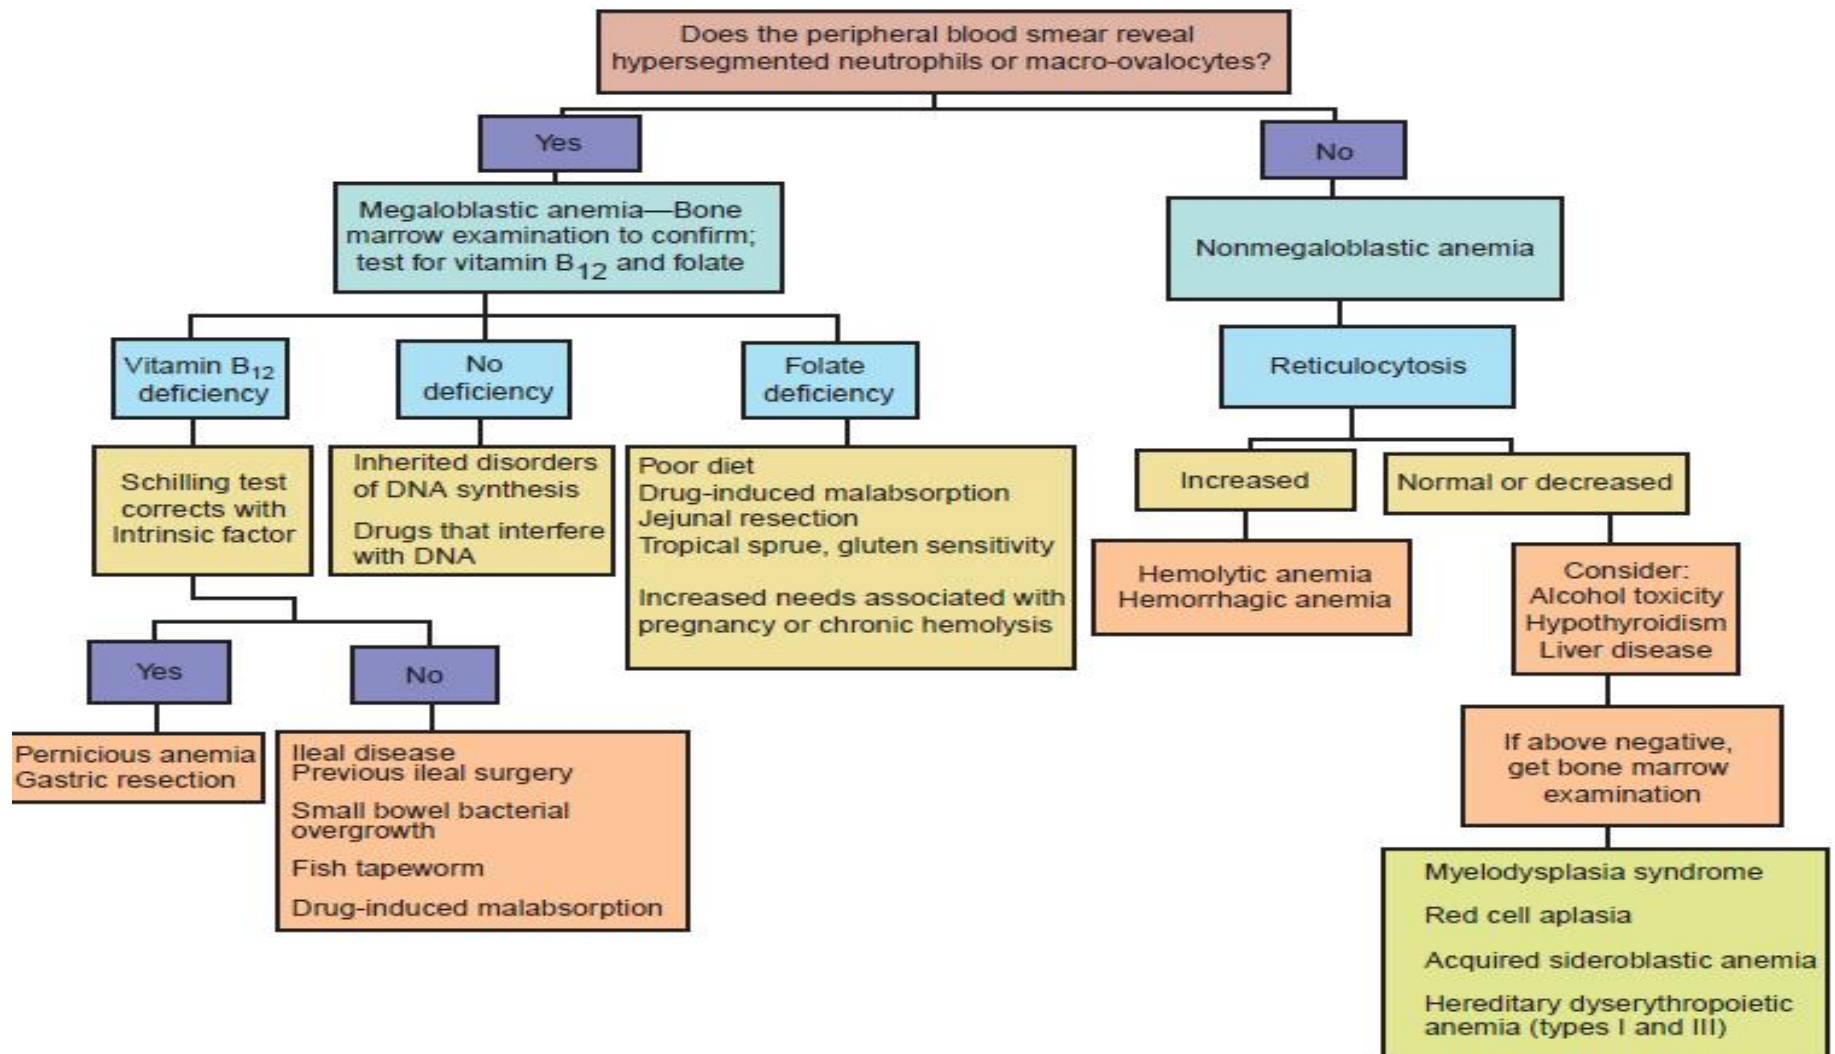 Does the peripheral blood smear reveal
hypersegmented neutrophils or macro-ovalocytes?
Yes
No
Megaloblastic anemia—Bone
marrow examination to confirm;
test for vitamin B12 and folate
Nonmegaloblastic anemia
Vitamin B12
deficiency
No
deficiency
Folate
deficiency
Reticulocytosis
Schilling test
corrects with
Intrinsic factor
Inherited disorders
of DNA synthesis
Drugs that interfere
with DNA
Poor diet
Drug-induced malabsorption
Jejunal resection
Tropical sprue, gluten sensitivity
Increased needs associated with
pregnancy or chronic hemolysis
Increased
Normal or decreased
Hemolytic anemia
Hemorrhagic anemia
Consider:
Alcohol toxicity
Hypothyroidism
Liver disease
Yes
No
Pernicious anemia
Gastric resection
Ileal disease
Previous ileal surgery
Small bowel bacterial
overgrowth
Fish tapeworm
Drug-induced malabsorption
If above negative,
get bone marrow
examination
Myelodysplasia syndrome
Red cell aplasia
Acquired sideroblastic anemia
Hereditary dyserythropoietic
anemia (types I and III)